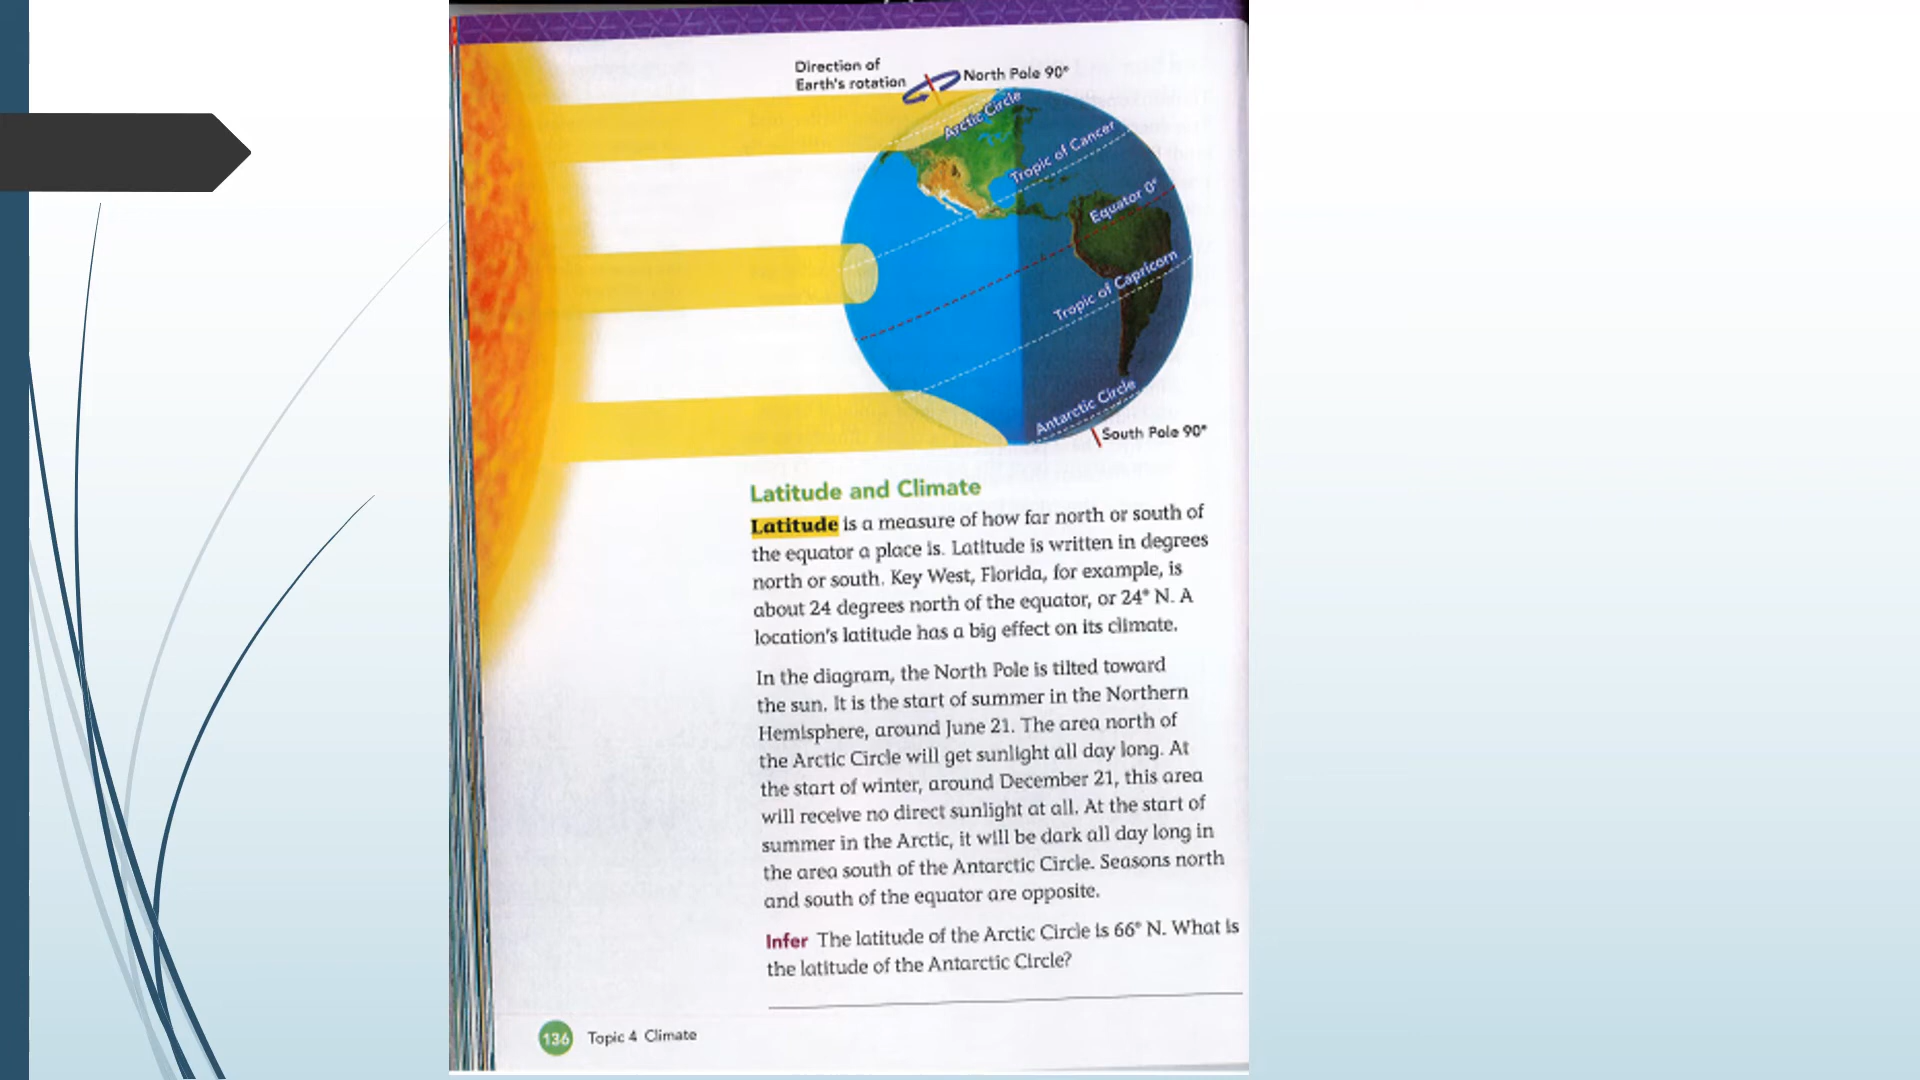 Direction of
Earth's rotation
North Pole 90°
Arctic Circle
Tropic of Cancer
Equator 0°
Tropic of Capricorn
Antarctic Circle
South Pole 90°
Latitude and Climate
Latitude is a measure of how far north or south of
the equator a place is. Latitude is written in degrees
north or south. Key West, Florida, for example, is
about 24 degrees north of the equator, or 24° N. A
location's latitude has a big effect on its climate.
In the diagram, the North Pole is tilted toward
the sun. It is the start of summer in the Northern
Hemisphere, around June 21. The area north of
the Arctic Circle will get sunlight all day long. At
the start of winter, around December 21, this area
will receive no direct sunlight at all. At the start of
summer in the Arctic, it will be dark all day long in
the area south of the Antarctic Circle. Seasons north
and south of the equator are opposite.
Infer The latitude of the Arctic Circle is 66° N. What is
the latitude of the Antarctic Circle?
136 Topic 4 Climate